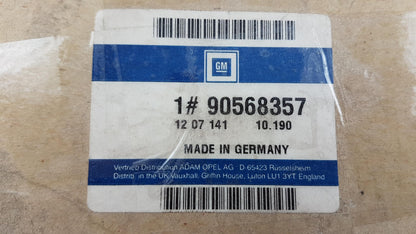 GM
1# 90568357
12 07 141 10.190
MADE IN GERMANY
Vertrieb Distribution ADAM OPEL AG · D-65423 Rüsselsheim
Distrib. in the UK Vauxhall, Griffin House, Luton LU1 3YT England